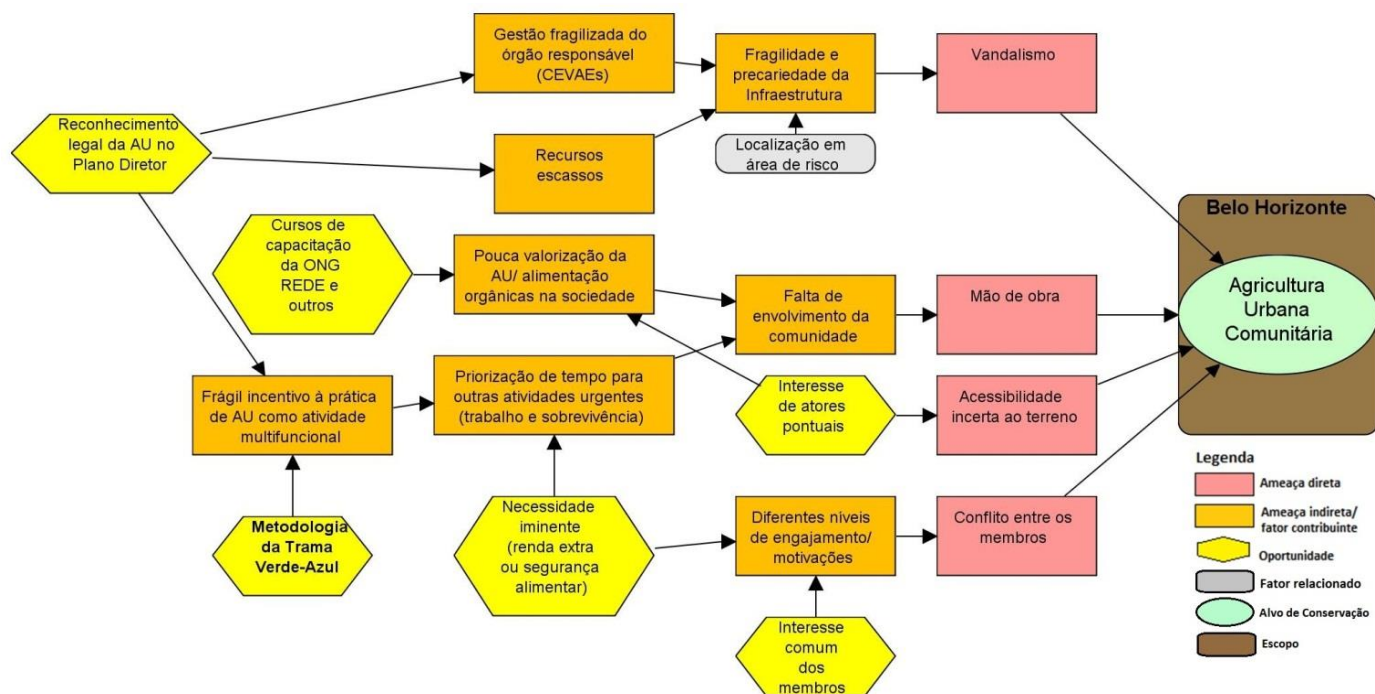 Gestão fragilizada do
órgão responsável
(CEVAEs)
Fragilidade e
precariedade da
Infraestrutura
Vandalismo
Reconhecimento
legal da AU no
Plano Diretor
Recursos
escassos
Localização em
área de risco
Belo Horizonte
Agricultura
Urbana
Comunitária
Cursos de
capacitação
da ONG
REDE e
outros
Pouca valorização da
AU/ alimentação
orgânicas na sociedade
Falta de
envolvimento da
comunidade
Mão de obra
Frágil incentivo à prática
de AU como atividade
multifuncional
Priorização de tempo para
outras atividades urgentes
(trabalho e sobrevivência)
Interesse
de atores
pontuais
Acessibilidade
incerta ao terreno
Metodologia
da Trama
Verde-Azul
Necessidade
iminente
(renda extra
ou segurança
alimentar)
Diferentes níveis
de engajamento/
motivações
Conflito entre os
membros
Interesse
comum
dos
membros
Legenda
Ameaça direta
Ameaça indireta/
fator contribuinte
Oportunidade
Fator relacionado
Alvo de Conservação
Escopo